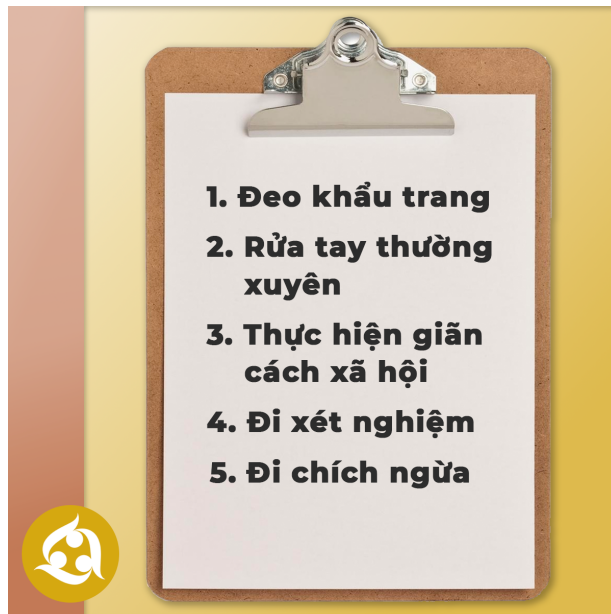 1. Đeo khẩu trang
2. Rửa tay thường
xuyên
3. Thực hiện giãn
cách xã hội
4. Đi xét nghiệm
5. Đi chích ngừa